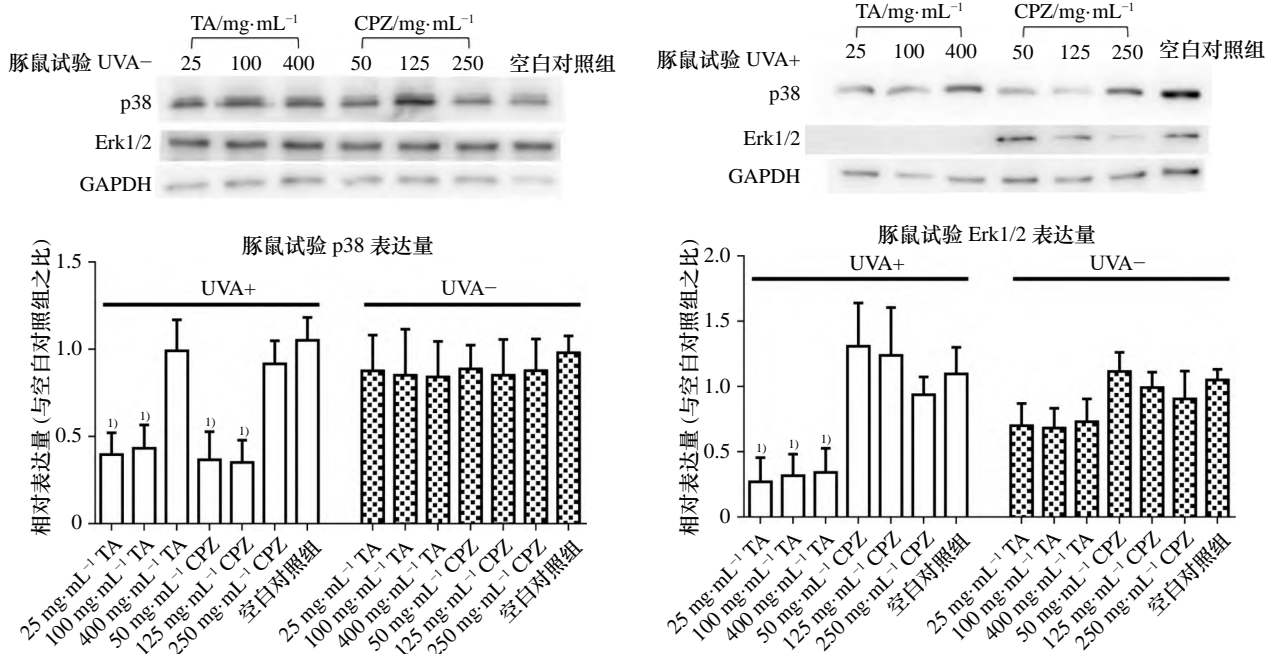 TA/mg·mL⁻¹ CPZ/mg·mL⁻¹
豚鼠试验 UVA− 25 100 400 50 125 250 空白对照组
p38
Erk1/2
GAPDH
TA/mg·mL⁻¹ CPZ/mg·mL⁻¹
豚鼠试验 UVA+ 25 100 400 50 125 250 空白对照组
p38
Erk1/2
GAPDH
豚鼠试验 p38 表达量
相对表达量 (与空白对照组之比)
1.5
1.0
0.5
0
UVA+ UVA−
1) 1) 1) 1)
25 mg·mL⁻¹ TA
100 mg·mL⁻¹ TA
400 mg·mL⁻¹ TA
50 mg·mL⁻¹ CPZ
125 mg·mL⁻¹ CPZ
250 mg·mL⁻¹ CPZ
空白对照组
25 mg·mL⁻¹ TA
100 mg·mL⁻¹ TA
400 mg·mL⁻¹ TA
50 mg·mL⁻¹ CPZ
125 mg·mL⁻¹ CPZ
250 mg·mL⁻¹ CPZ
空白对照组
豚鼠试验 Erk1/2 表达量
相对表达量 (与空白对照组之比)
2.0
1.5
1.0
0.5
0
UVA+ UVA−
1) 1) 1)
25 mg·mL⁻¹ TA
100 mg·mL⁻¹ TA
400 mg·mL⁻¹ TA
50 mg·mL⁻¹ CPZ
125 mg·mL⁻¹ CPZ
250 mg·mL⁻¹ CPZ
空白对照组
25 mg·mL⁻¹ TA
100 mg·mL⁻¹ TA
400 mg·mL⁻¹ TA
50 mg·mL⁻¹ CPZ
125 mg·mL⁻¹ CPZ
250 mg·mL⁻¹ CPZ
空白对照组